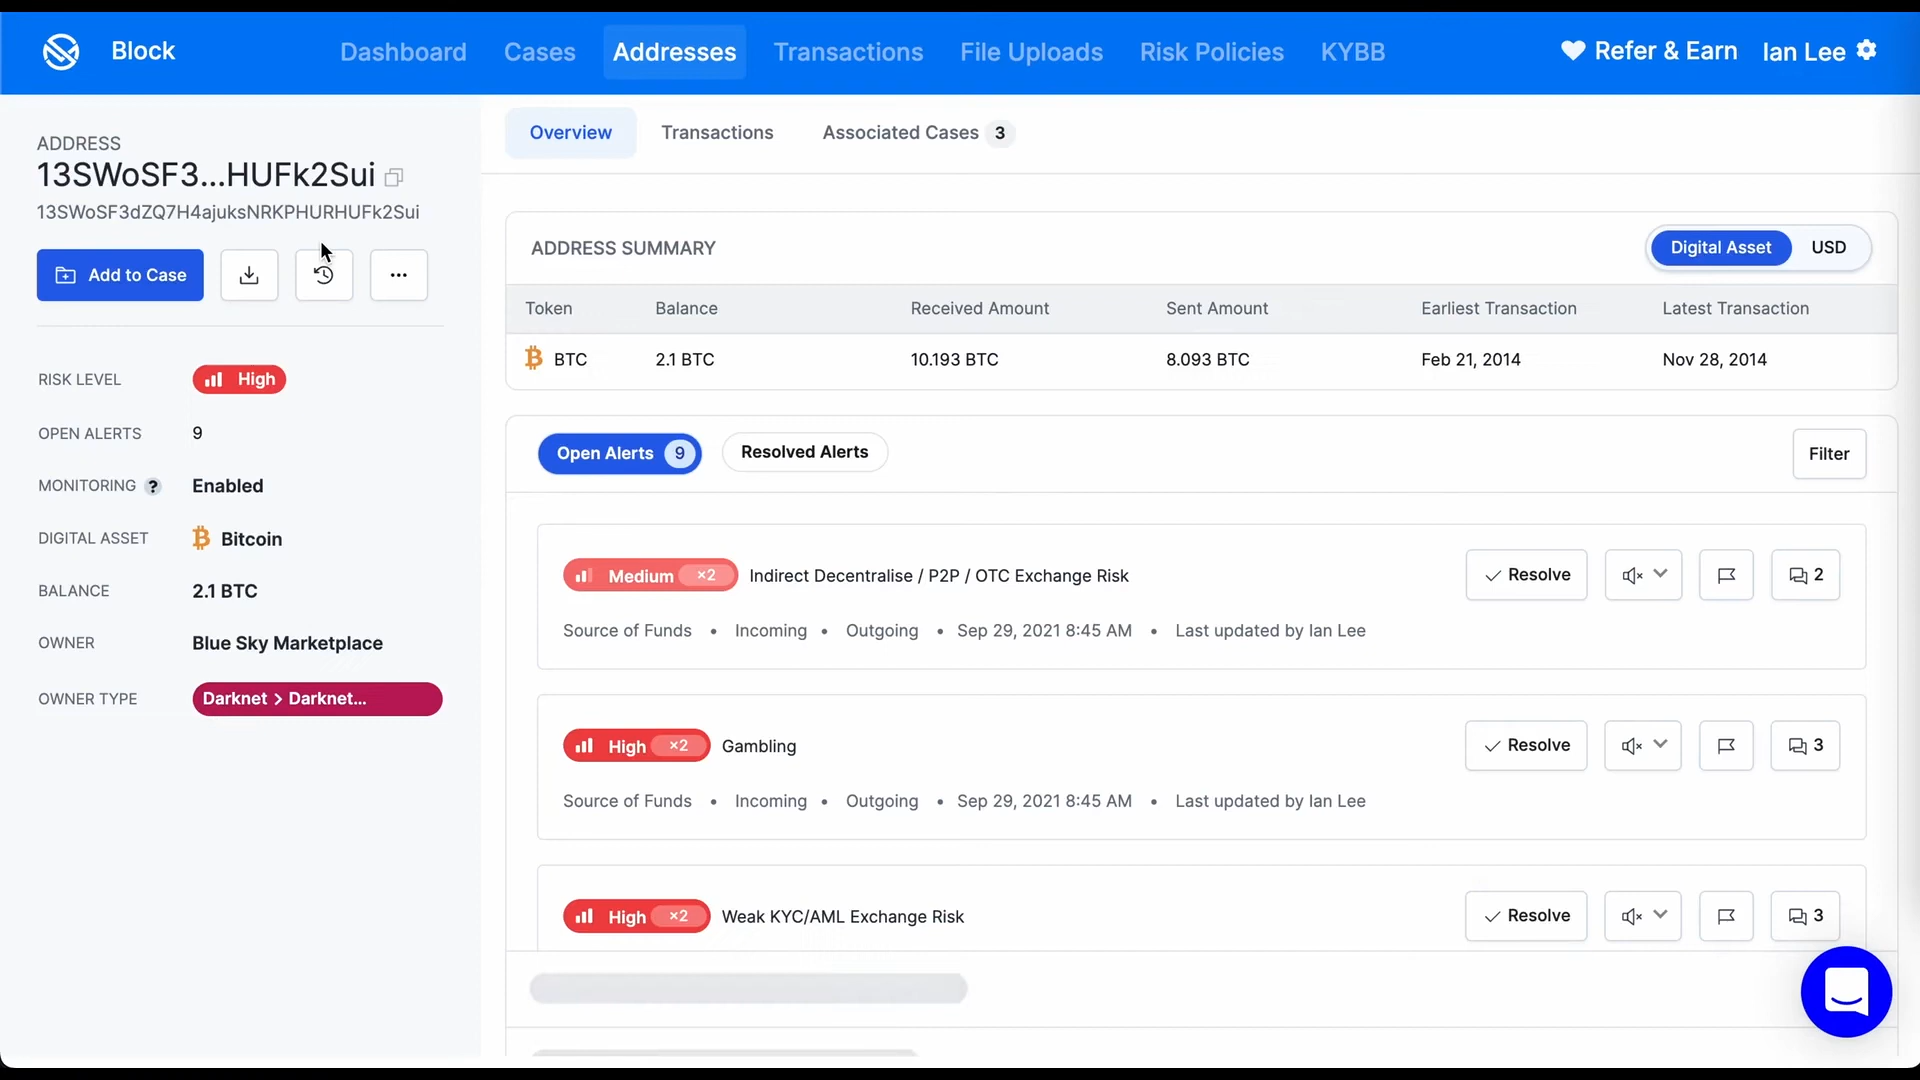 Block
Dashboard
Cases
Addresses
Transactions
File Uploads
Risk Policies
KYBB
Refer & Earn
Ian Lee
ADDRESS
13SWoSF3...HUFk2Sui
13SWoSF3dZQ7H4ajuksNRKPHURHUFk2Sui
Add to Case
RISK LEVEL
High
OPEN ALERTS
9
MONITORING ?
Enabled
DIGITAL ASSET
Bitcoin
BALANCE
2.1 BTC
OWNER
Blue Sky Marketplace
OWNER TYPE
Darknet > Darknet...
Overview
Transactions
Associated Cases 3
ADDRESS SUMMARY
Digital Asset
USD
Token Balance Received Amount Sent Amount Earliest Transaction Latest Transaction
BTC 2.1 BTC 10.193 BTC 8.093 BTC Feb 21, 2014 Nov 28, 2014
Open Alerts 9
Resolved Alerts
Filter
Medium ×2 Indirect Decentralise / P2P / OTC Exchange Risk
Resolve
2
Source of Funds • Incoming • Outgoing • Sep 29, 2021 8:45 AM • Last updated by Ian Lee
High ×2 Gambling
Resolve
3
Source of Funds • Incoming • Outgoing • Sep 29, 2021 8:45 AM • Last updated by Ian Lee
High ×2 Weak KYC/AML Exchange Risk
Resolve
3